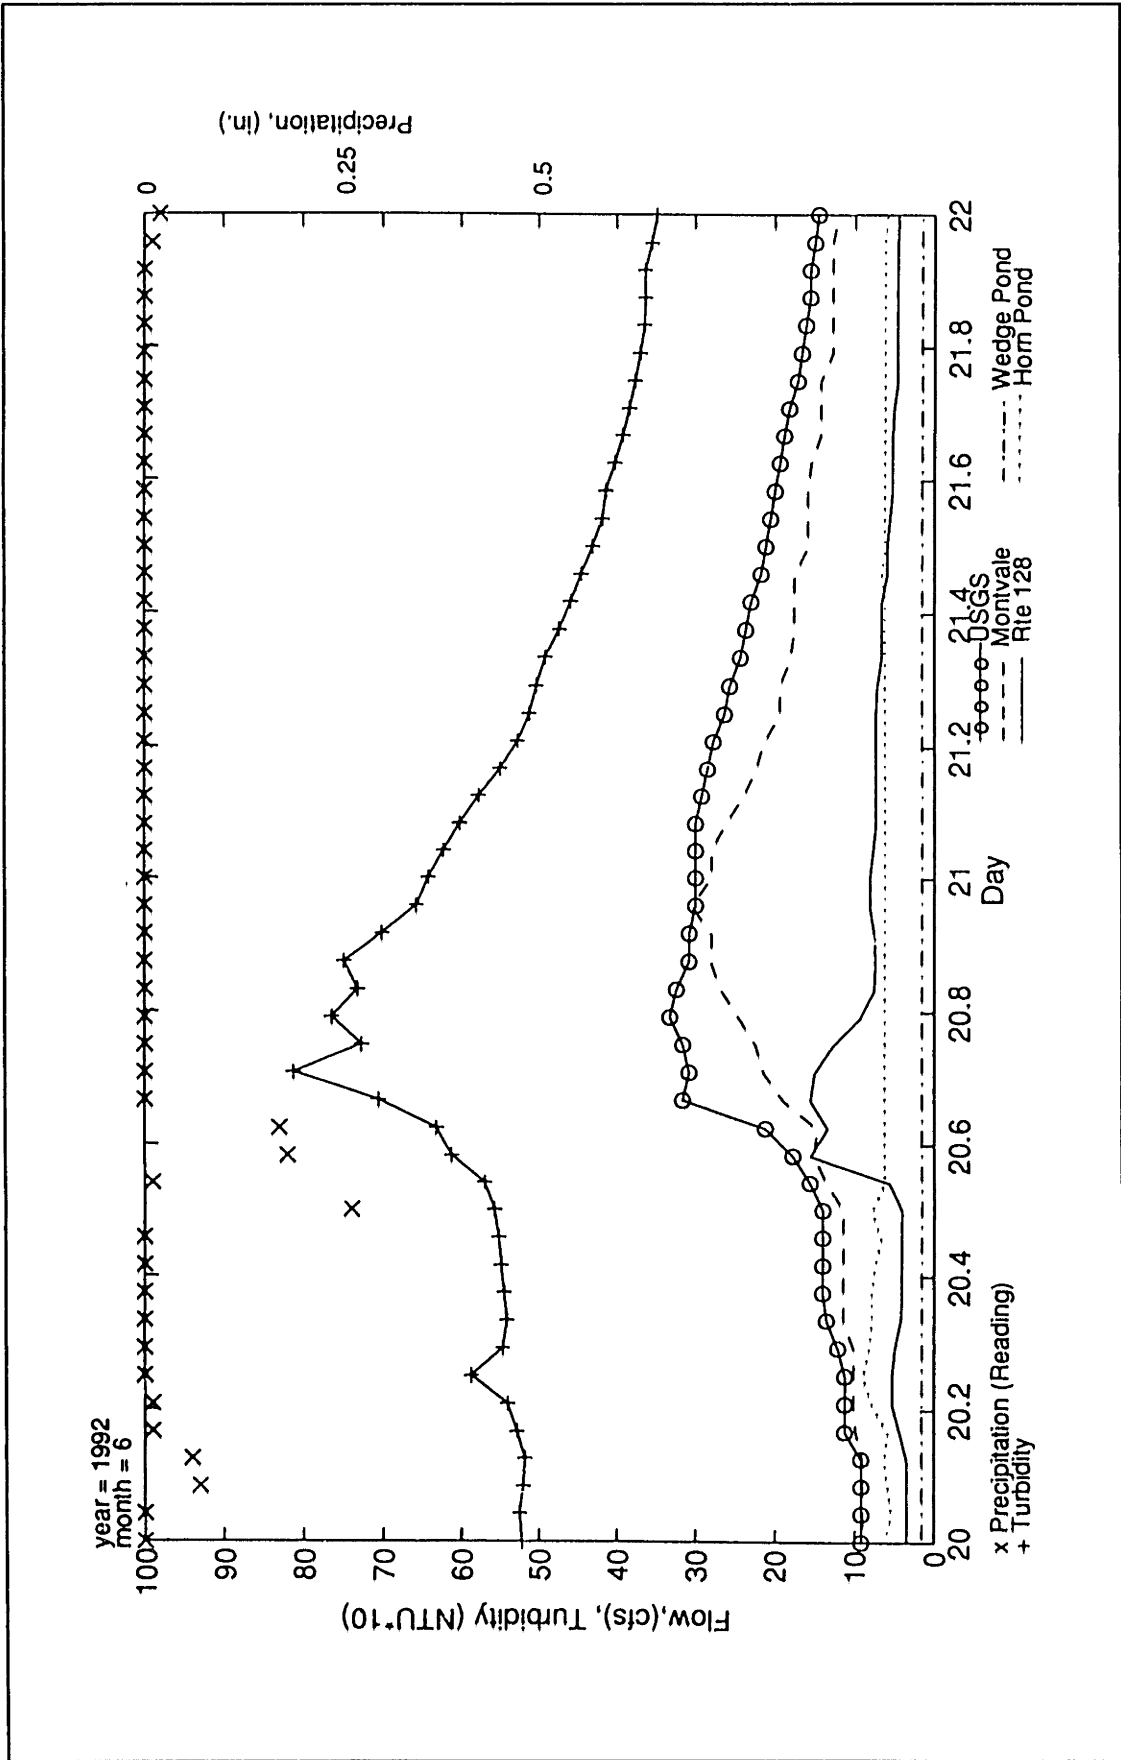 year = 1992
month = 6
Flow,(cfs), Turbidity (NTU*10)
100
90
80
70
60
50
40
30
20
10
0
Precipitation, (in.)
0
0.25
0.5
20
20.2
20.4
20.6
20.8
21
21.2
21.4
21.6
21.8
22
Day
x Precipitation (Reading)
+ Turbidity
USGS
Montvale
Rte 128
Wedge Pond
Horn Pond